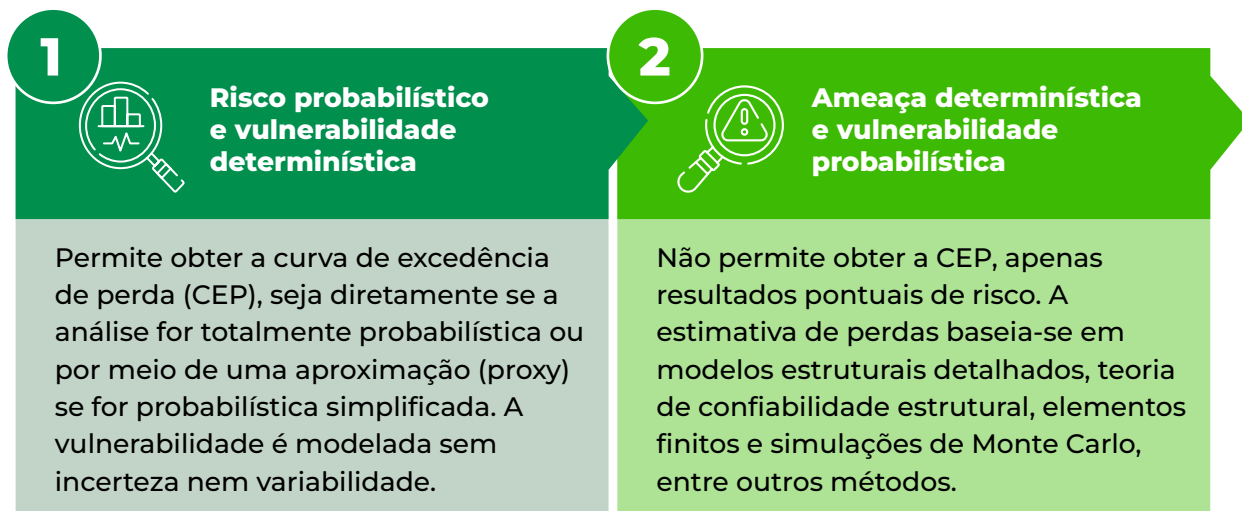 1
Risco probabilístico
e vulnerabilidade
determinística
Permite obter a curva de excedência
de perda (CEP), seja diretamente se a
análise for totalmente probabilística ou
por meio de uma aproximação (proxy)
se for probabilística simplificada. A
vulnerabilidade é modelada sem
incerteza nem variabilidade.
2
Ameaça determinística
e vulnerabilidade
probabilística
Não permite obter a CEP, apenas
resultados pontuais de risco. A
estimativa de perdas baseia-se em
modelos estruturais detalhados, teoria
de confiabilidade estrutural, elementos
finitos e simulações de Monte Carlo,
entre outros métodos.